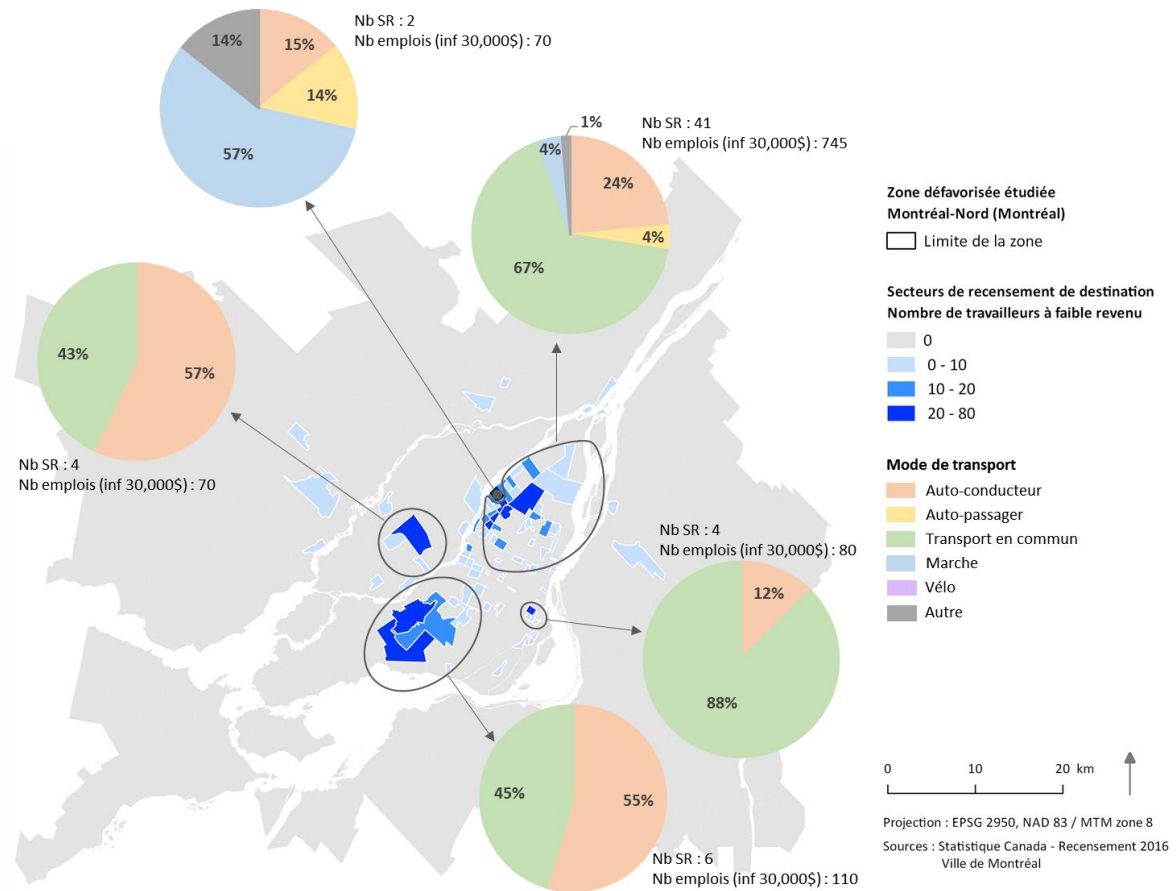 Nb SR : 2
Nb emplois (inf 30,000$) : 70
14%
15%
14%
57%
Nb SR : 41
Nb emplois (inf 30,000$) : 745
1%
4%
24%
4%
67%
43%
57%
Nb SR : 4
Nb emplois (inf 30,000$) : 70
Nb SR : 4
Nb emplois (inf 30,000$) : 80
12%
88%
45%
55%
Nb SR : 6
Nb emplois (inf 30,000$) : 110
Zone défavorisée étudiée
Montréal-Nord (Montréal)
Limite de la zone
Secteurs de recensement de destination
Nombre de travailleurs à faible revenu
0
0 - 10
10 - 20
20 - 80
Mode de transport
Auto-conducteur
Auto-passager
Transport en commun
Marche
Vélo
Autre
0 10 20 km
Projection : EPSG 2950, NAD 83 / MTM zone 8
Sources : Statistique Canada - Recensement 2016
Ville de Montréal